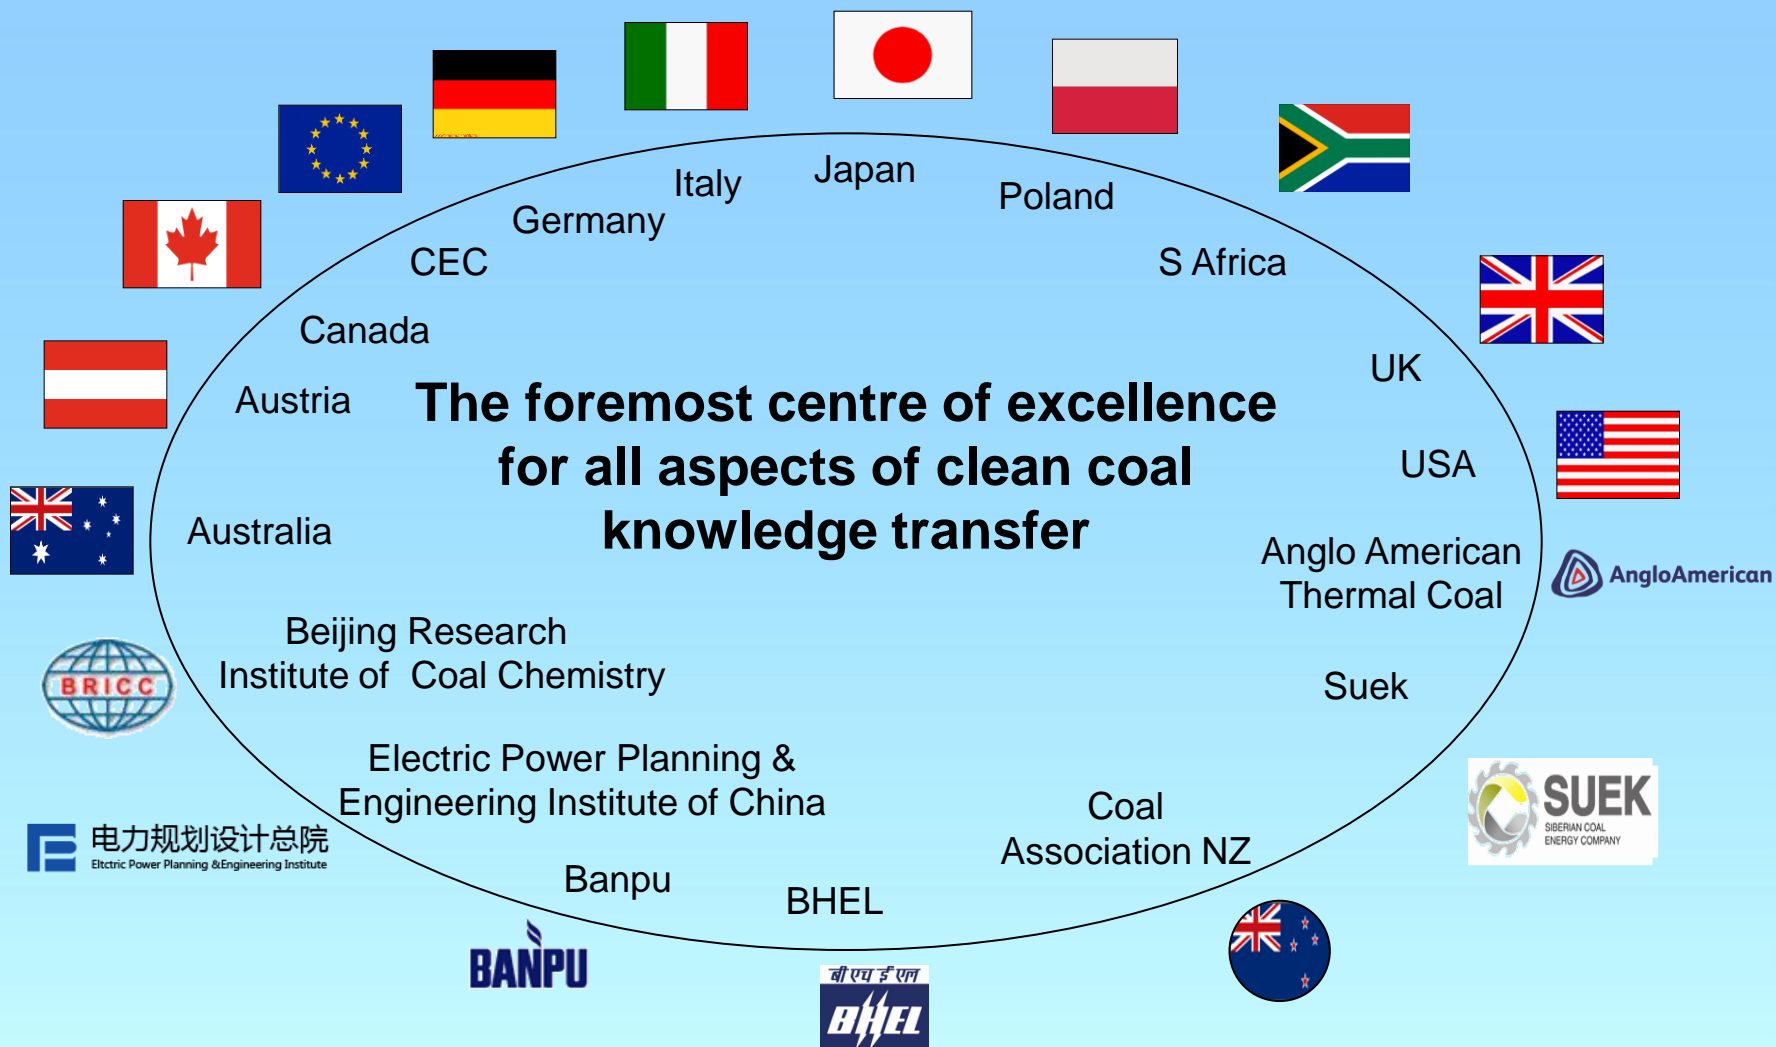 Italy
Japan
Poland
Germany
CEC
S Africa
Canada
UK
Austria
The foremost centre of excellence
for all aspects of clean coal
knowledge transfer
USA
Australia
Anglo American
Thermal Coal
AngloAmerican
Beijing Research
Institute of Coal Chemistry
BRICC
Suek
Electric Power Planning &
Engineering Institute of China
SUEK
SIBERIAN COAL
ENERGY COMPANY
电力规划设计总院
Eltctric Power Planning &Engineering Institute
Coal
Association NZ
Banpu
BHEL
BANPU
बी एच ई एल
BHEL